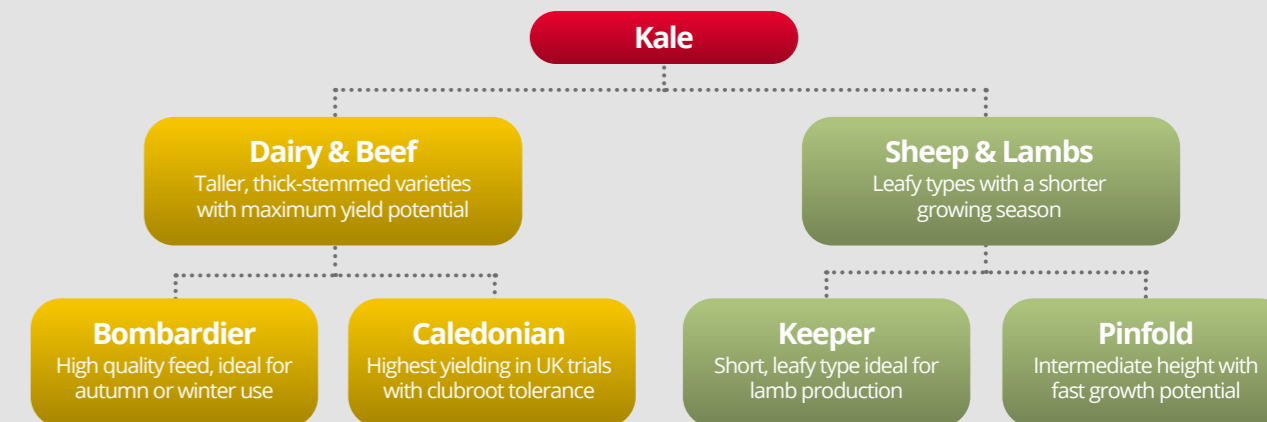 Kale
Dairy & Beef
Taller, thick-stemmed varieties
with maximum yield potential
Sheep & Lambs
Leafy types with a shorter
growing season
Bombardier
High quality feed, ideal for
autumn or winter use
Caledonian
Highest yielding in UK trials
with clubroot tolerance
Keeper
Short, leafy type ideal for
lamb production
Pinfold
Intermediate height with
fast growth potential